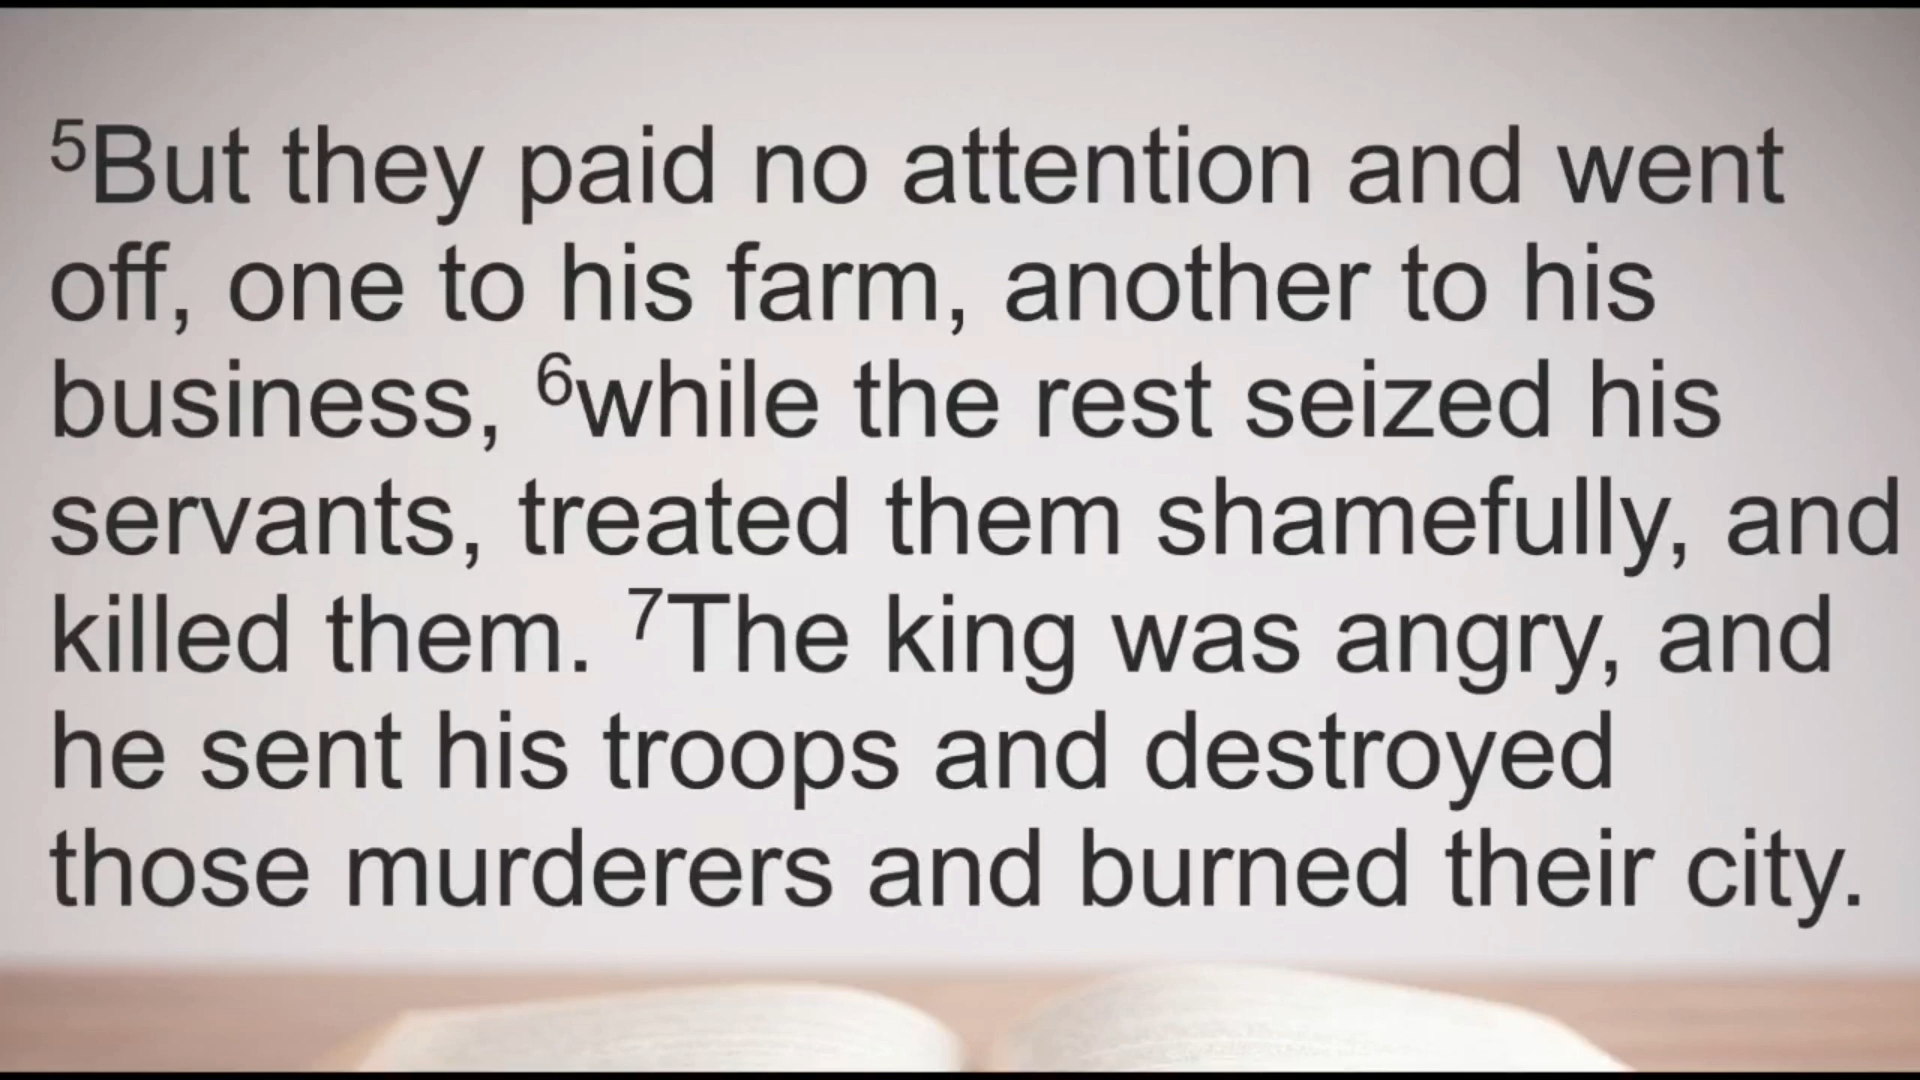 ⁵But they paid no attention and went
off, one to his farm, another to his
business, ⁶while the rest seized his
servants, treated them shamefully, and
killed them. ⁷The king was angry, and
he sent his troops and destroyed
those murderers and burned their city.